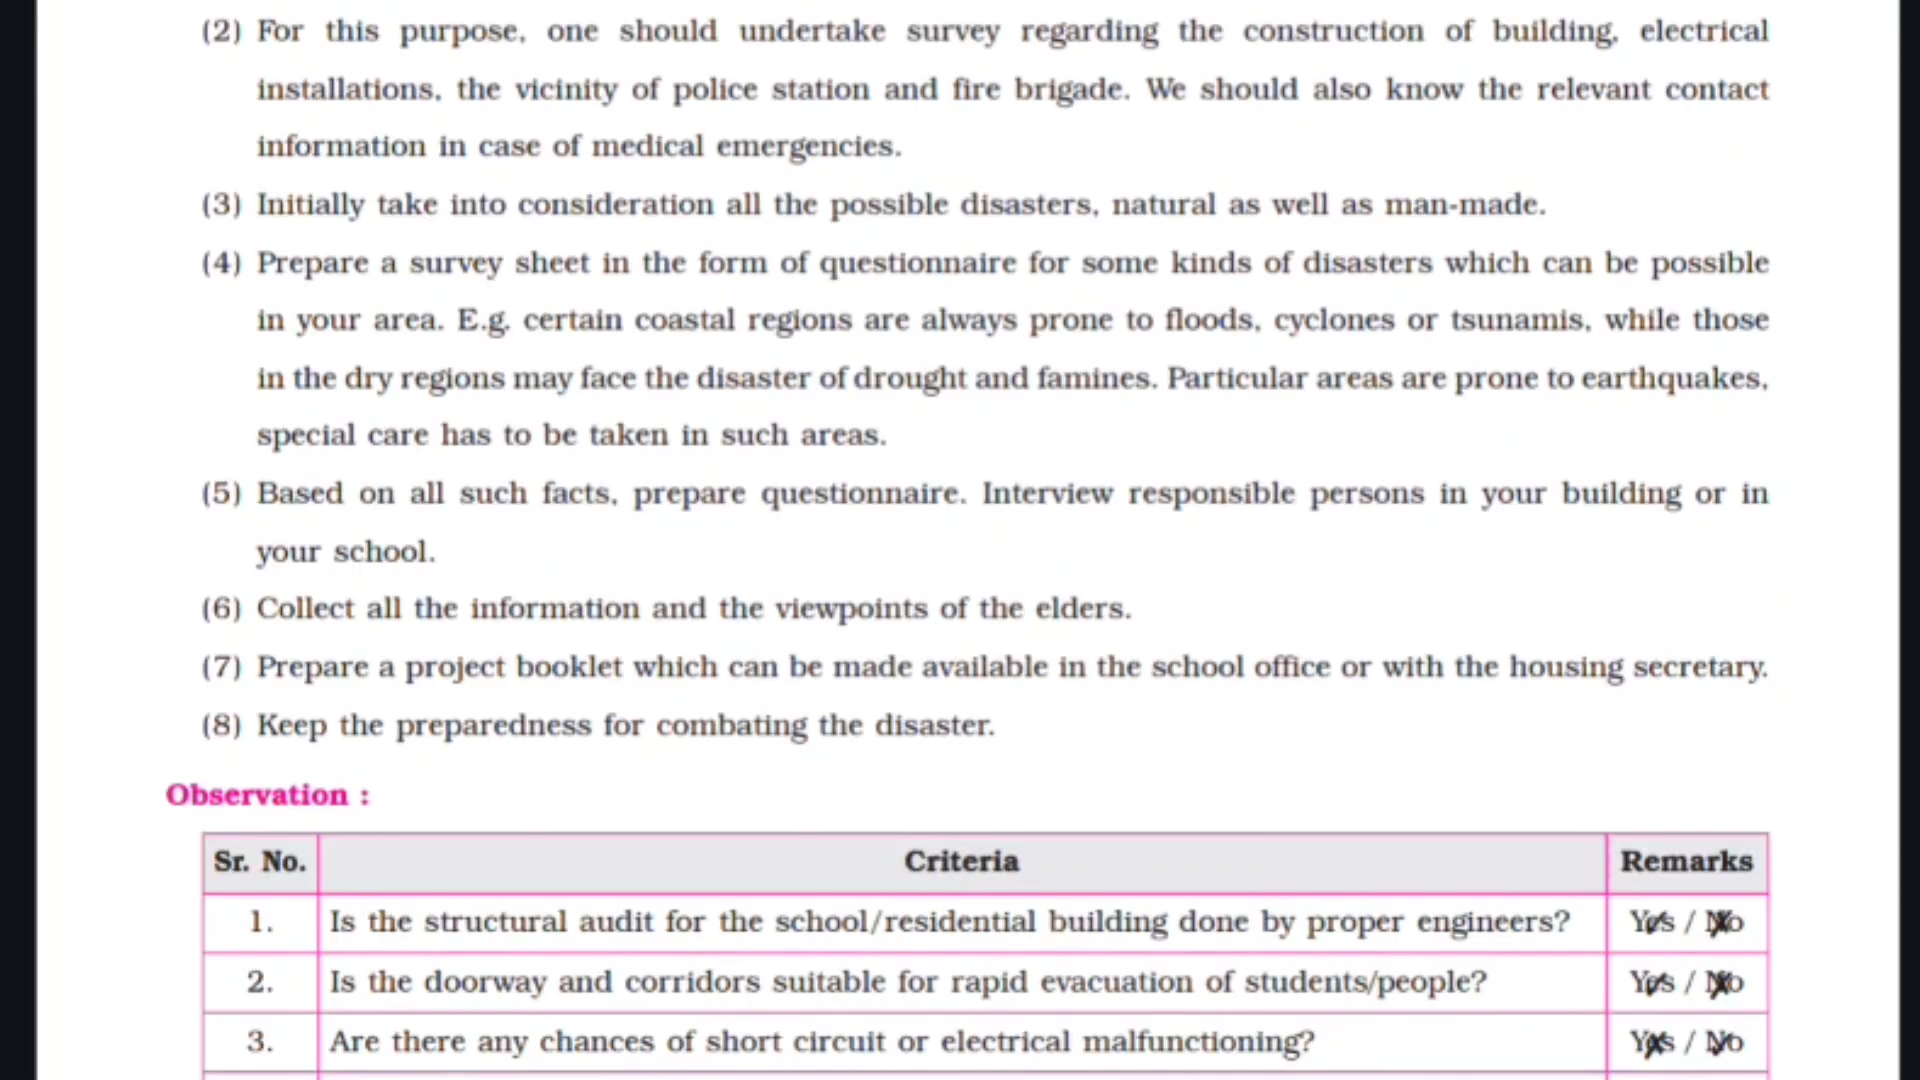 (2) For this purpose, one should undertake survey regarding the construction of building, electrical
installations, the vicinity of police station and fire brigade. We should also know the relevant contact
information in case of medical emergencies.
(3) Initially take into consideration all the possible disasters, natural as well as man-made.
(4) Prepare a survey sheet in the form of questionnaire for some kinds of disasters which can be possible
in your area. E.g. certain coastal regions are always prone to floods, cyclones or tsunamis, while those
in the dry regions may face the disaster of drought and famines. Particular areas are prone to earthquakes,
special care has to be taken in such areas.
(5) Based on all such facts, prepare questionnaire. Interview responsible persons in your building or in
your school.
(6) Collect all the information and the viewpoints of the elders.
(7) Prepare a project booklet which can be made available in the school office or with the housing secretary.
(8) Keep the preparedness for combating the disaster.
Observation :
Sr. No. Criteria Remarks
1. Is the structural audit for the school/residential building done by proper engineers? Yes / No
2. Is the doorway and corridors suitable for rapid evacuation of students/people? Yes / No
3. Are there any chances of short circuit or electrical malfunctioning? Yes / No